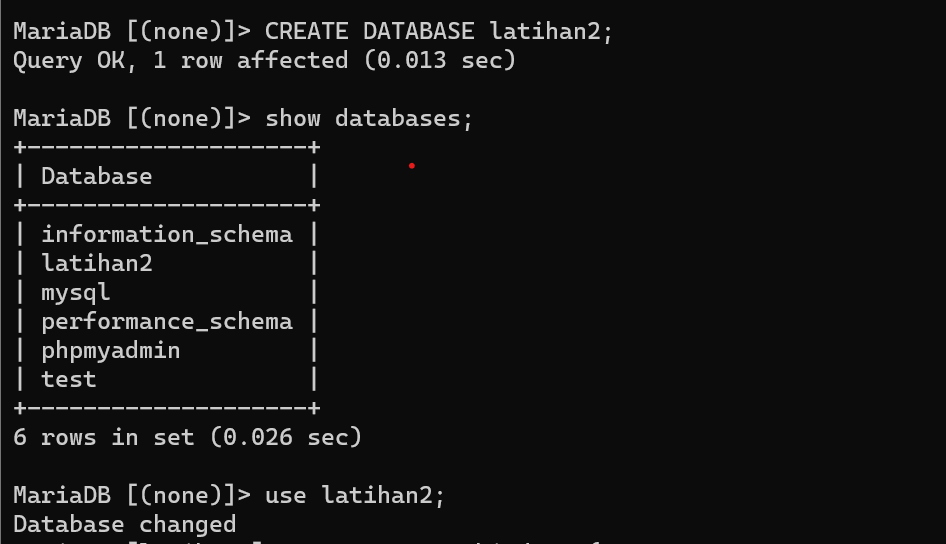 MariaDB [(none)]> CREATE DATABASE latihan2;
Query OK, 1 row affected (0.013 sec)
MariaDB [(none)]> show databases;
+--------------------+
| Database           |
+--------------------+
| information_schema |
| latihan2           |
| mysql              |
| performance_schema |
| phpmyadmin         |
| test               |
+--------------------+
6 rows in set (0.026 sec)
MariaDB [(none)]> use latihan2;
Database changed